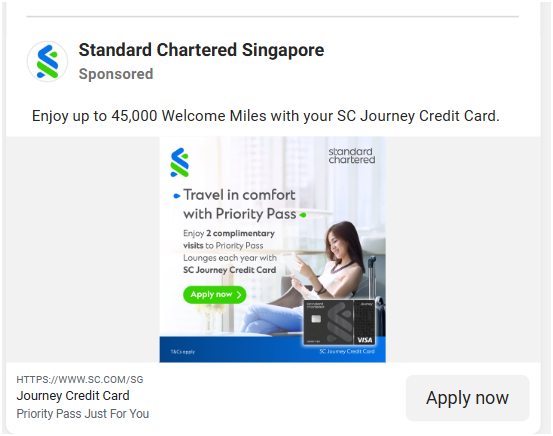 Standard Chartered Singapore
Sponsored
Enjoy up to 45,000 Welcome Miles with your SC Journey Credit Card.
standard
chartered
Travel in comfort
with Priority Pass
Enjoy 2 complimentary
visits to Priority Pass
Lounges each year with
SC Journey Credit Card
Apply now
standard
chartered
Journey
VISA
T&Cs apply
SC Journey Credit Card
HTTPS://WWW.SC.COM/SG
Journey Credit Card
Priority Pass Just For You
Apply now